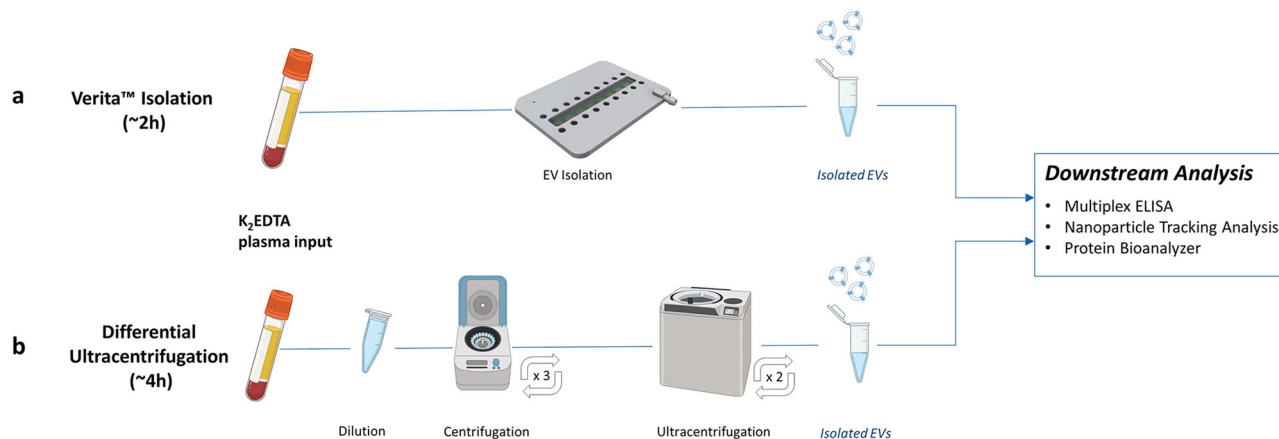 a
Verita™ Isolation
(~2h)
EV Isolation
Isolated EVs
K₂EDTA
plasma input
Downstream Analysis
• Multiplex ELISA
• Nanoparticle Tracking Analysis
• Protein Bioanalyzer
b
Differential
Ultracentrifugation
(~4h)
x 3
x 2
Dilution
Centrifugation
Ultracentrifugation
Isolated EVs